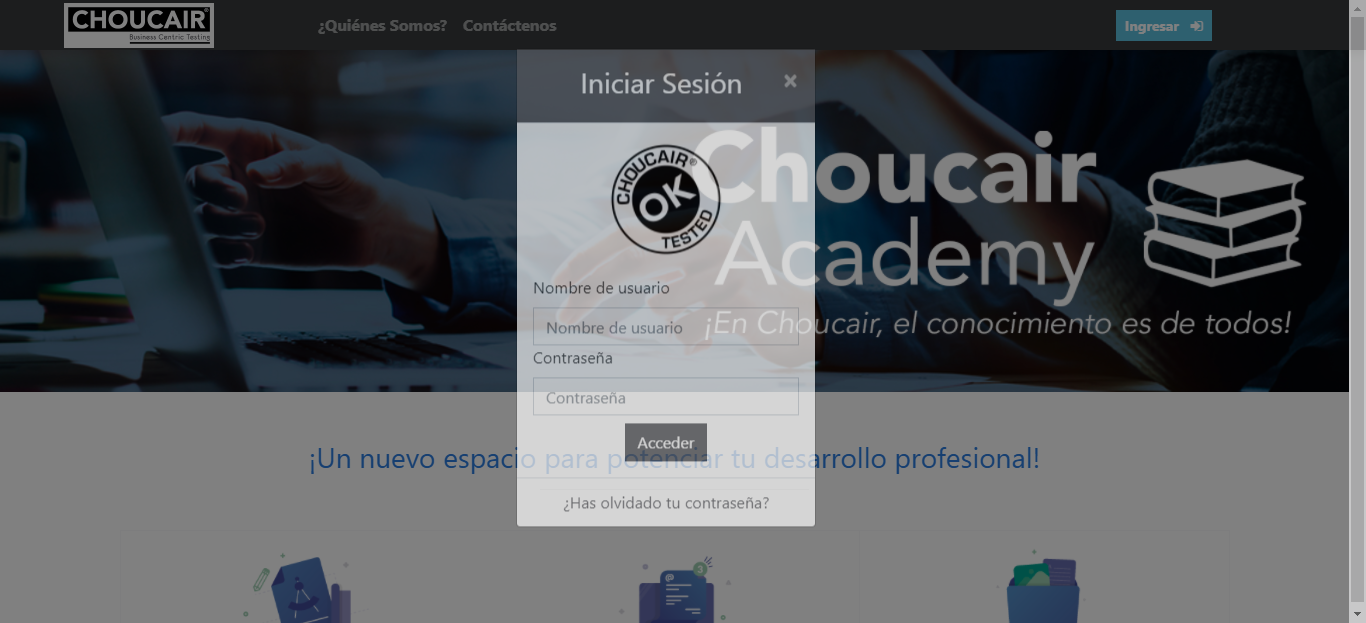 CHOUCAIR®
Business Centric Testing
¿Quiénes Somos?
Contáctenos
Ingresar
Iniciar Sesión
×
CHOUCAIR®
OK
TESTED
Choucair
Academy
¡En Choucair, el conocimiento es de todos!
Nombre de usuario
Nombre de usuario
Contraseña
Contraseña
Acceder
¡Un nuevo espacio para potenciar tu desarrollo profesional!
¿Has olvidado tu contraseña?